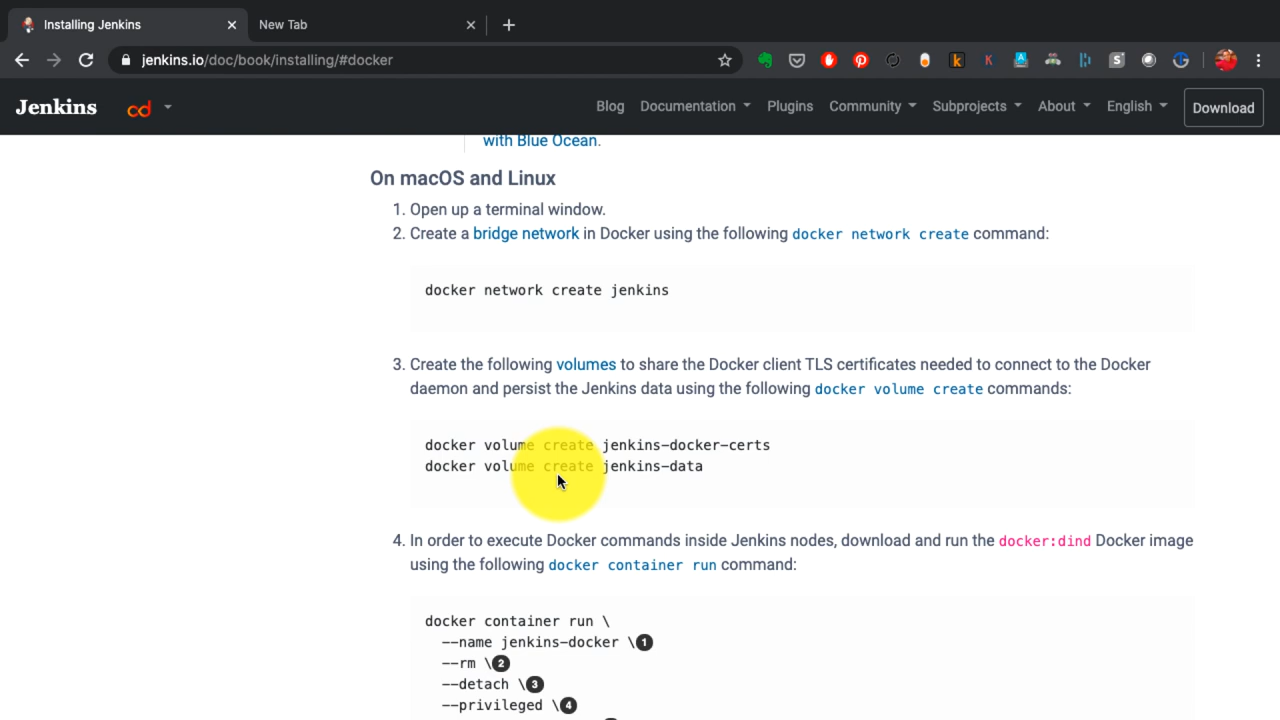 Installing Jenkins
New Tab
jenkins.io/doc/book/installing/#docker
Jenkins cd Blog Documentation Plugins Community Subprojects About English Download
with Blue Ocean.
On macOS and Linux
1. Open up a terminal window.
2. Create a bridge network in Docker using the following docker network create command:
docker network create jenkins
3. Create the following volumes to share the Docker client TLS certificates needed to connect to the Docker
daemon and persist the Jenkins data using the following docker volume create commands:
docker volume create jenkins-docker-certs
docker volume create jenkins-data
4. In order to execute Docker commands inside Jenkins nodes, download and run the docker:dind Docker image
using the following docker container run command:
docker container run \
--name jenkins-docker \ 1
--rm \ 2
--detach \ 3
--privileged \ 4